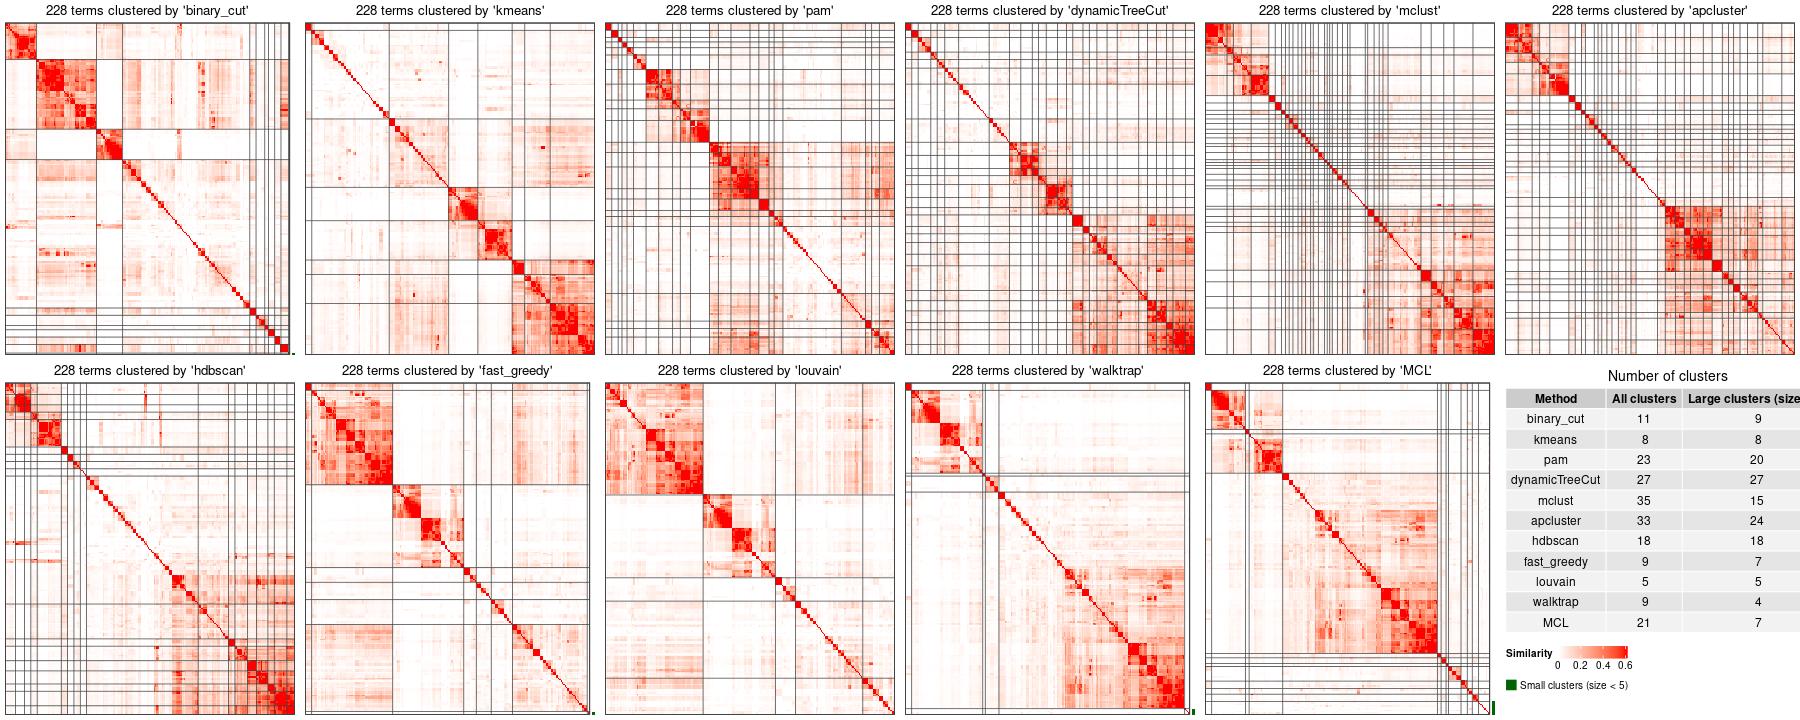 228 terms clustered by 'binary_cut'
228 terms clustered by 'kmeans'
228 terms clustered by 'pam'
228 terms clustered by 'dynamicTreeCut'
228 terms clustered by 'mclust'
228 terms clustered by 'apcluster'
228 terms clustered by 'hdbscan'
228 terms clustered by 'fast_greedy'
228 terms clustered by 'louvain'
228 terms clustered by 'walktrap'
228 terms clustered by 'MCL'
Number of clusters
Method All clusters Large clusters (size
binary_cut 11 9
kmeans 8 8
pam 23 20
dynamicTreeCut 27 27
mclust 35 15
apcluster 33 24
hdbscan 18 18
fast_greedy 9 7
louvain 5 5
walktrap 9 4
MCL 21 7
Similarity
0 0.2 0.4 0.6
Small clusters (size < 5)